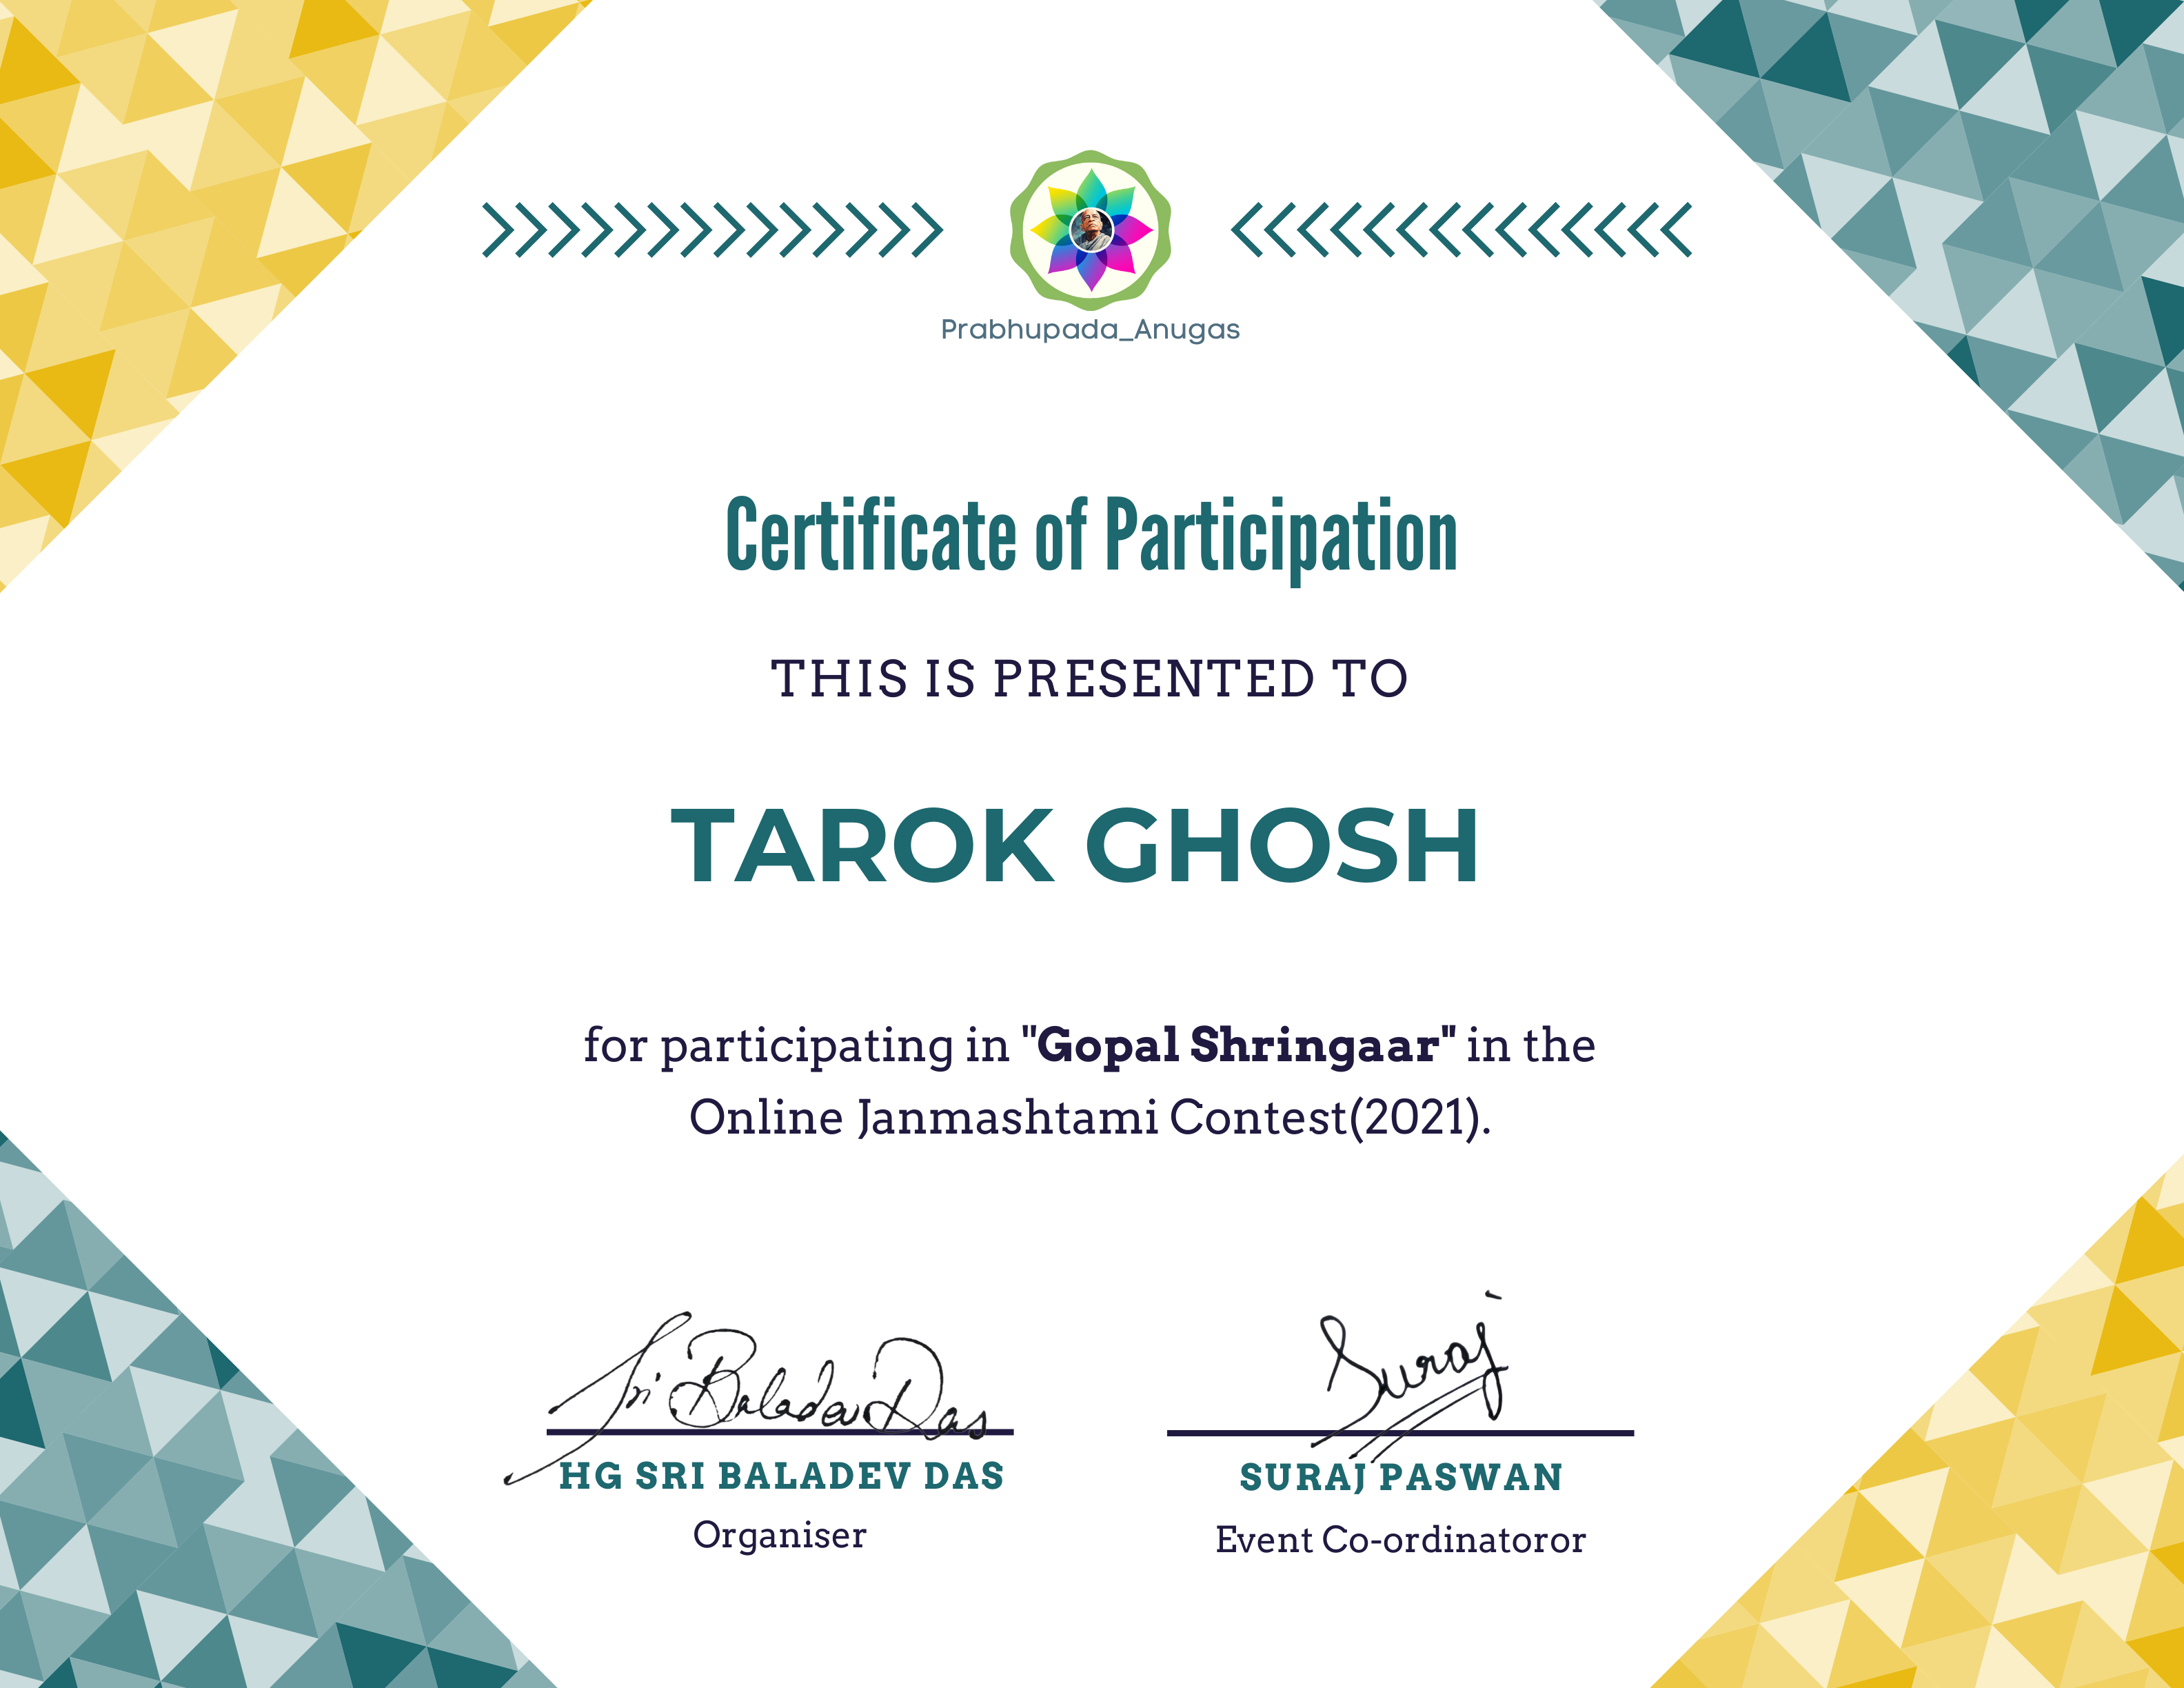 Prabhupada_Anugas
Certificate of Participation
THIS IS PRESENTED TO
TAROK GHOSH
for participating in "Gopal Shringaar" in the
Online Janmashtami Contest(2021).
Sri Baladev Das
Suraj
HG SRI BALADEV DAS
SURAJ PASWAN
Organiser
Event Co-ordinatoror